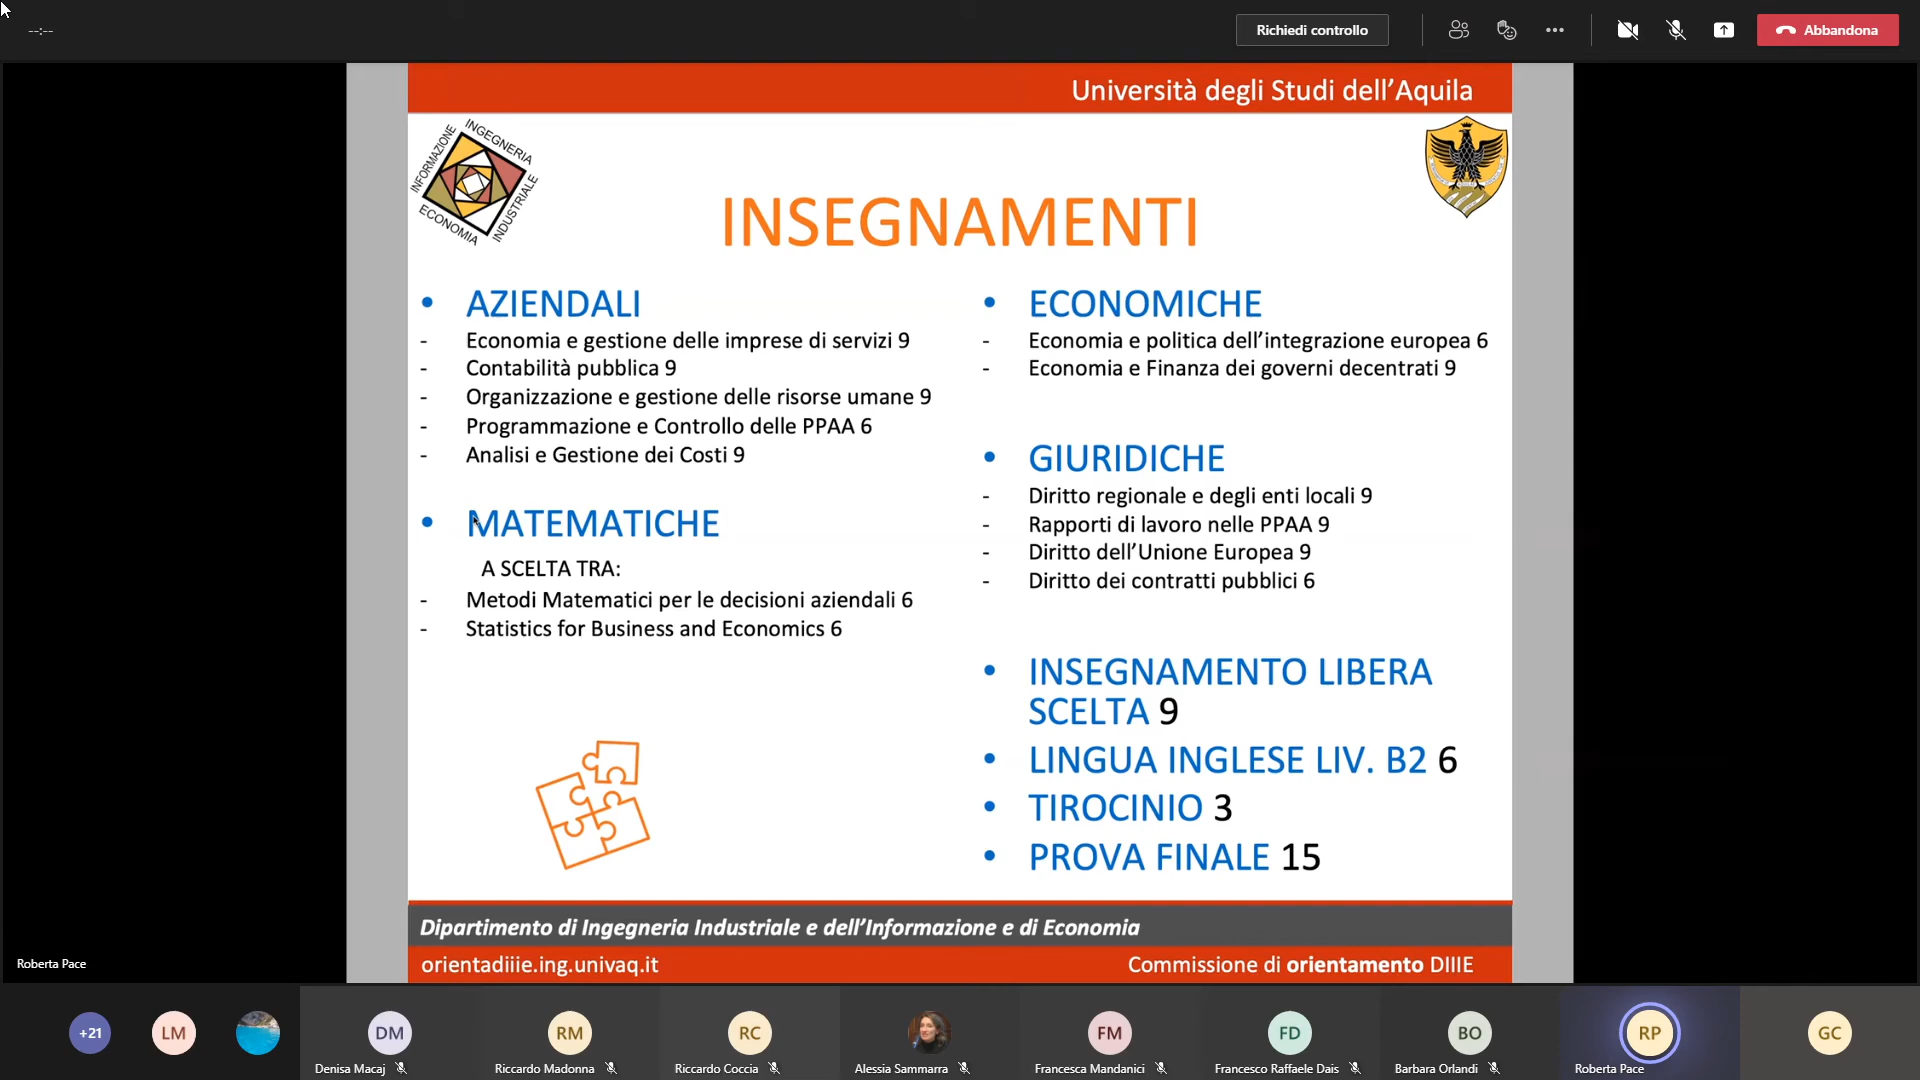 --:--
Richiedi controllo
Abbandona
Università degli Studi dell'Aquila
INFORMAZIONE
INGEGNERIA
INDUSTRIALE
ECONOMIA
INSEGNAMENTI
• AZIENDALI
- Economia e gestione delle imprese di servizi 9
- Contabilità pubblica 9
- Organizzazione e gestione delle risorse umane 9
- Programmazione e Controllo delle PPAA 6
- Analisi e Gestione dei Costi 9
• MATEMATICHE
A SCELTA TRA:
- Metodi Matematici per le decisioni aziendali 6
- Statistics for Business and Economics 6
• ECONOMICHE
- Economia e politica dell'integrazione europea 6
- Economia e Finanza dei governi decentrati 9
• GIURIDICHE
- Diritto regionale e degli enti locali 9
- Rapporti di lavoro nelle PPAA 9
- Diritto dell'Unione Europea 9
- Diritto dei contratti pubblici 6
• INSEGNAMENTO LIBERA
SCELTA 9
• LINGUA INGLESE LIV. B2 6
• TIROCINIO 3
• PROVA FINALE 15
Dipartimento di Ingegneria Industriale e dell'Informazione e di Economia
orientadiiie.ing.univaq.it
Commissione di orientamento DIIIE
Roberta Pace
+21
LM
DM
Denisa Macaj
RM
Riccardo Madonna
RC
Riccardo Coccia
Alessia Sammarra
FM
Francesca Mandanici
FD
Francesco Raffaele Dais
BO
Barbara Orlandi
RP
Roberta Pace
GC